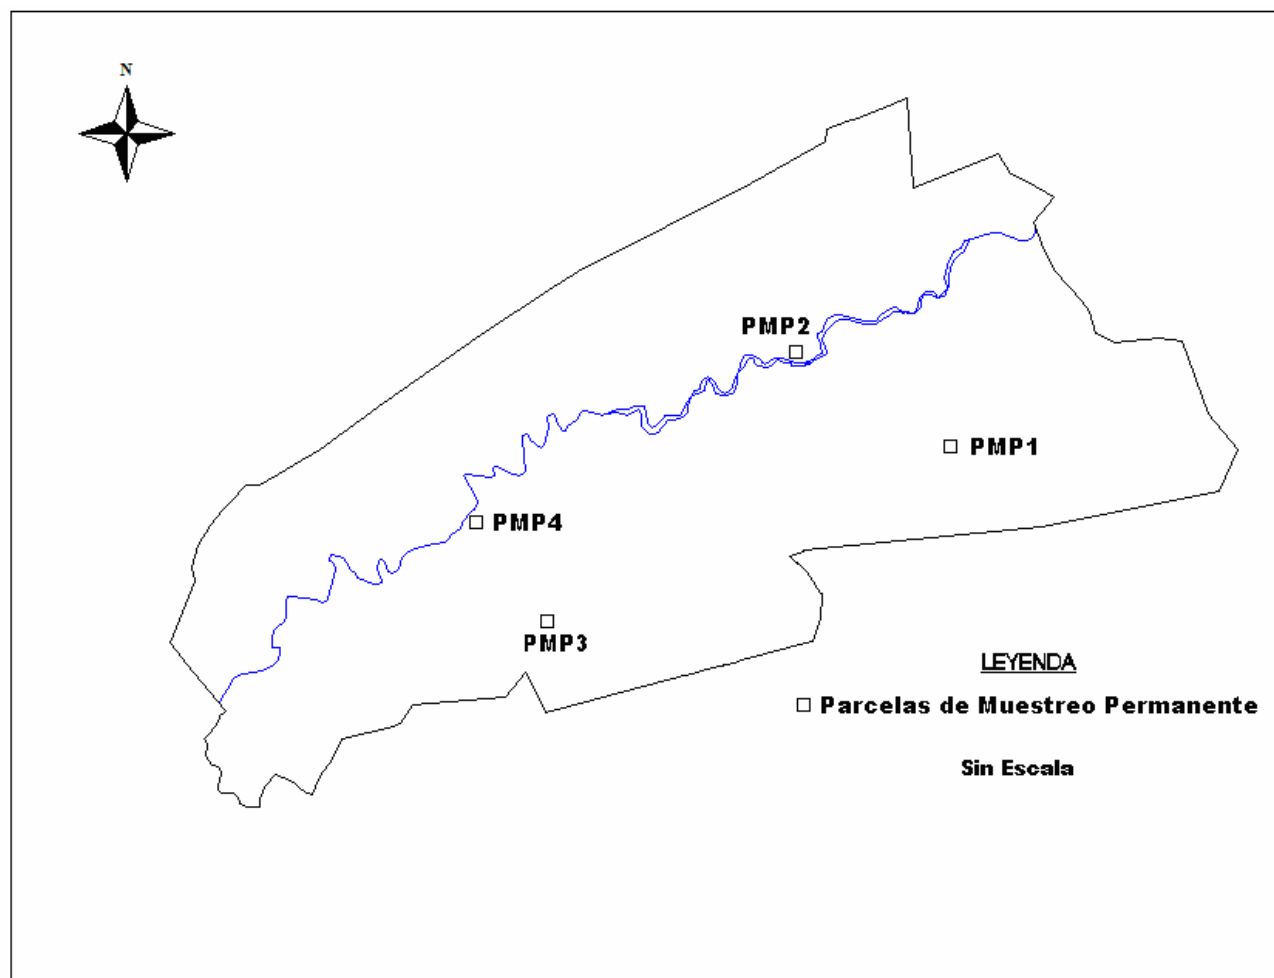 N
PMP2
PMP1
PMP4
PMP3
LEYENDA
Parcelas de Muestreo Permanente
Sin Escala